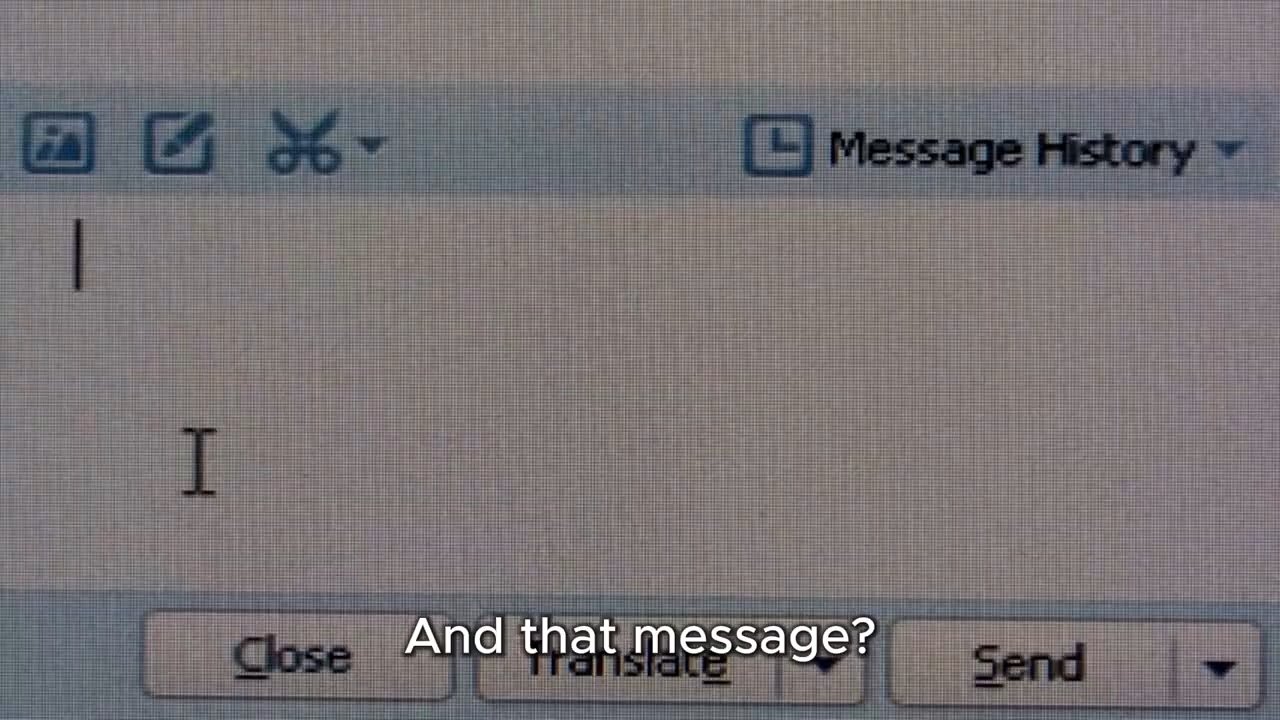 Message History
Close
Translate
Send
And that message?